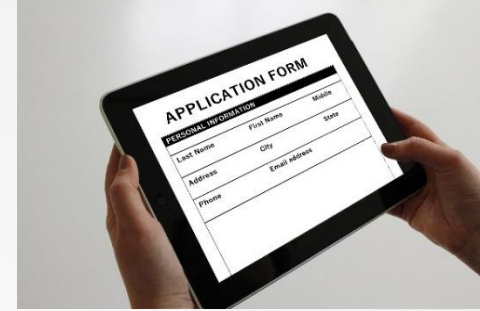 APPLICATION FORM
PERSONAL INFORMATION
Last Name First Name Middle
Address City State
Phone Email address